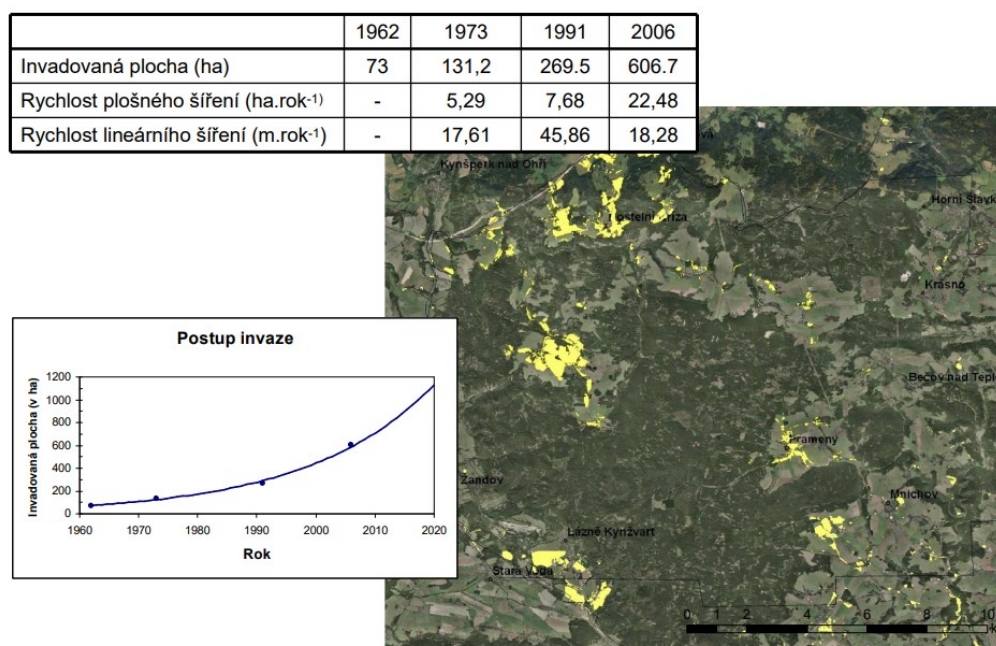 1962 1973 1991 2006
Invadovaná plocha (ha) 73 131,2 269.5 606.7
Rychlost plošného šíření (ha.rok-1) - 5,29 7,68 22,48
Rychlost lineárního šíření (m.rok-1) - 17,61 45,86 18,28
Kynšperk nad Ohří
Horní Slavk
Krásno
Postup invaze
Invadovaná plocha (v ha)
1200
1000
800
600
400
200
0
1960 1970 1980 1990 2000 2010 2020
Rok
Bečov nad Tepl
Prameny
Žandov
Mnichov
Lázně Kynžvart
Stará Voda
0 2 4 6 8 10